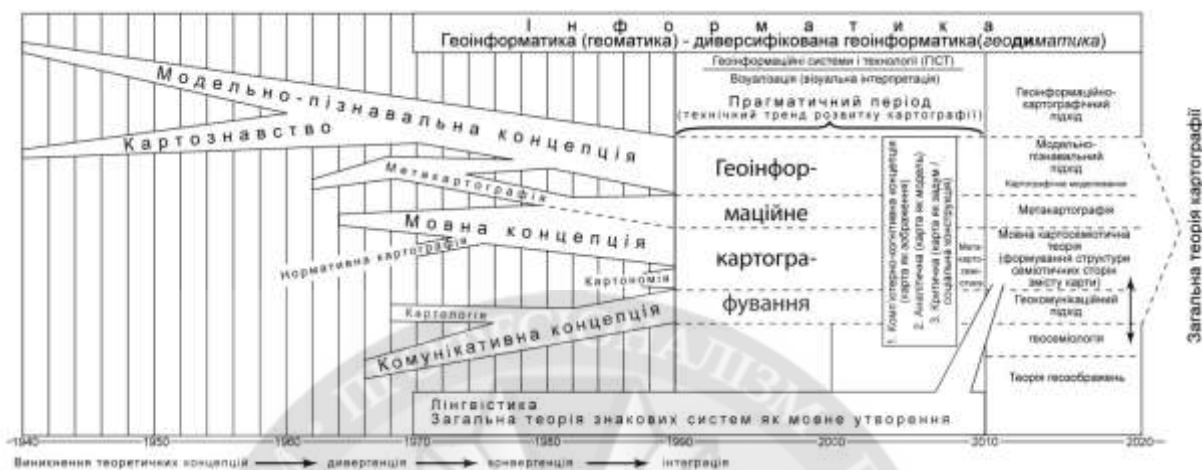 Інформатика
Геоінформатика (геоматика) - диверсифікована геоінформатика(геодиматика)
Геоінформаційні системи і технології (ГІСТ)
Візуалізація (візуальна інтерпретація)
Прагматичний період
(технічний тренд розвитку картографії)
Модельно-пізнавальна концепція
Картознавство
Метакартографія
Мовна концепція
Нормативна картографія
Картономія
Картологія
Комунікативна концепція
Геоінфор-
маційне
картогра-
фування
1. Комп'ютерно-когнітивна концепція
(карта як зображення)
2. Аналітична (карта як модель)
3. Критична (карта як задум /
соціальна конструкція)
Мета-
карто-
семі-
Геоінформаційно-
картографічний
підхід
Модельно-
пізнавальний
підхід
Картографічне моделювання
Метакартографія
Мовна картосеміотична
теорія
(формування структури
семіотичних сторін
змісту карти)
Геокомунікаційний
підхід
геосеміологія
Теорія геозображень
Загальна теорія картографії
Лінгвістика
Загальна теорія знакових систем як мовне утворення
1940 1950 1960 1970 1980 1990 2000 2010 2020
Виникнення теоретичних концепцій дивергенція конвергенція інтеграція